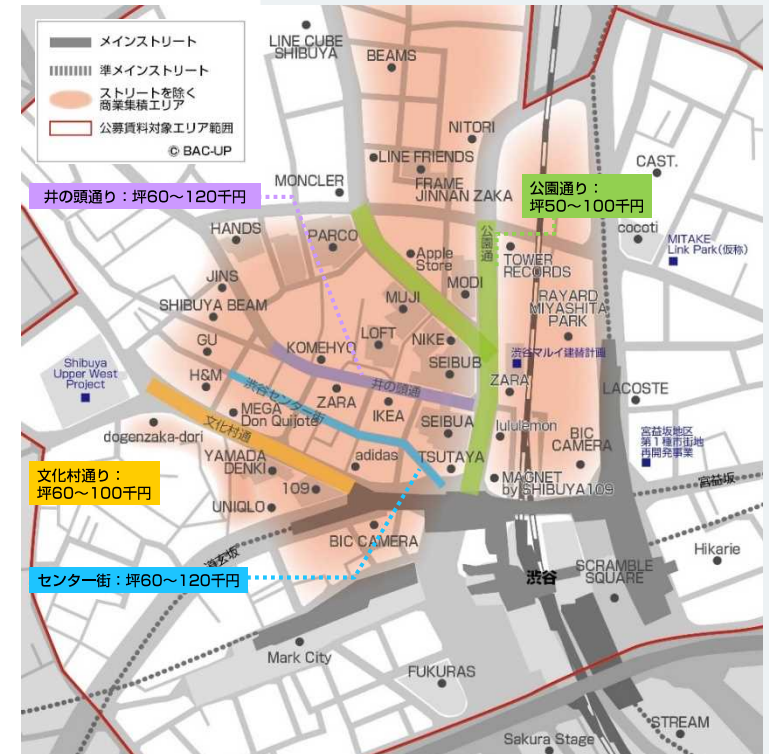 メインストリート
準メインストリート
ストリートを除く
商業集積エリア
公募賃料対象エリア範囲
© BAC-UP
LINE CUBE
SHIBUYA
BEAMS
NITORI
LINE FRIENDS
FRAME
JINNAN ZAKA
MONCLER
井の頭通り：坪60～120千円
公園通り：
坪50～100千円
CAST.
cocoti
MITAKE
Link Park(仮称)
HANDS
PARCO
公園通
Apple
Store
TOWER
RECORDS
JINS
MODI
MUJI
RAYARD
MIYASHITA
PARK
SHIBUYA BEAM
GU
LOFT
NIKE
KOMEHYO
SEIBUB
渋谷マルイ建替計画
Shibuya
Upper West
Project
H&M
渋谷センター街
井の頭通
ZARA
ZARA
LACOSTE
MEGA
Don Quijote
IKEA
SEIBUA
文化村通
dogenzaka-dori
lululemon
BIC
CAMERA
宮益坂地区
第1種市街地
再開発事業
YAMADA
DENKI
adidas
TSUTAYA
文化村通り：
坪60～100千円
109
MAGNET
by SHIBUYA109
宮益坂
UNIQLO
BIC CAMERA
道玄坂
Hikarie
センター街：坪60～120千円
渋谷
SCRAMBLE
SQUARE
Mark City
FUKURAS
STREAM
Sakura Stage